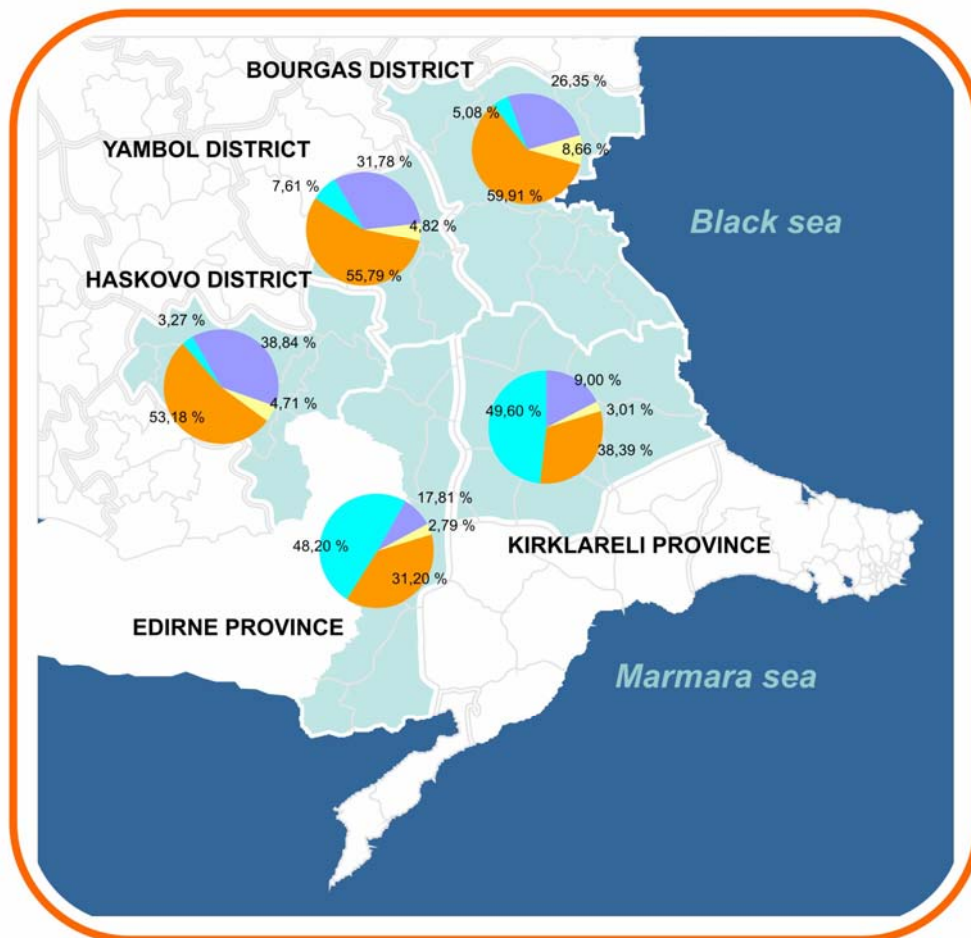 BOURGAS DISTRICT
26,35 %
5,08 %
8,66 %
59,91 %
YAMBOL DISTRICT
31,78 %
7,61 %
4,82 %
55,79 %
Black sea
HASKOVO DISTRICT
3,27 %
38,84 %
4,71 %
53,18 %
9,00 %
49,60 %
3,01 %
38,39 %
KIRKLARELI PROVINCE
17,81 %
2,79 %
48,20 %
31,20 %
EDIRNE PROVINCE
Marmara sea